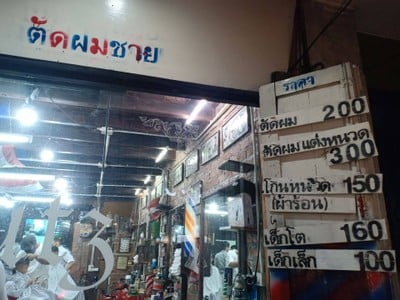 ตัดผมชาย
ราคา
ตัดผม 200
ตัดผมแต่งหนวด
300
โกนหนวด 150
(ผ้าร้อน)
เด็กโต 160
เด็กเล็ก 100